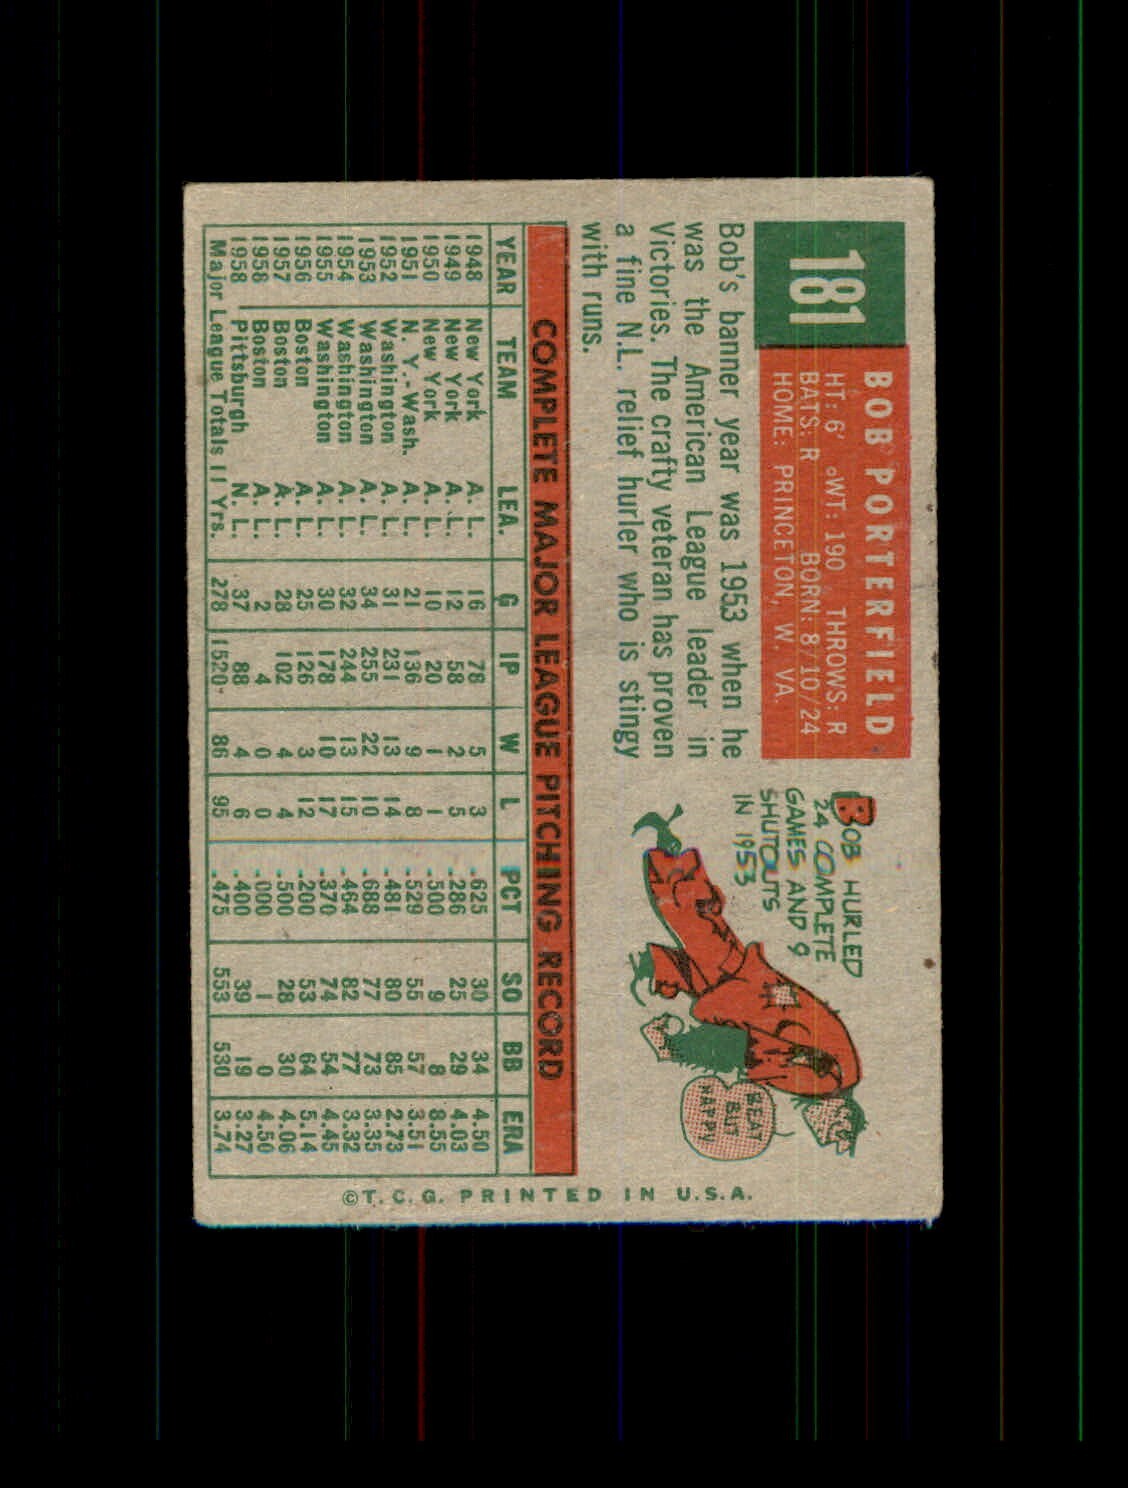 181
BOB PORTERFIELD
HT: 6' WT: 190 THROWS: R
BATS: R BORN: 8/10/24
HOME: PRINCETON, W. VA.
Bob's banner year was 1953 when he
was the American League leader in
Victories. The crafty veteran has proven
a fine N.L. relief hurler who is stingy
with runs.
BOB HURLED
24 COMPLETE
GAMES AND 9
SHUTOUTS
IN 1953
BEAT
BUT
HAPPY
COMPLETE MAJOR LEAGUE PITCHING RECORD
YEAR TEAM LEA. G IP W L PCT SO BB ERA
1948 New York A. L. 16 78 5 3 .625 30 34 4.50
1949 New York A. L. 12 58 2 5 .286 25 29 4.03
1950 New York A. L. 10 20 1 1 .500 9 8 8.55
1951 N. Y.-Wash. A. L. 21 136 9 8 .529 55 57 3.51
1952 Washington A. L. 31 231 13 14 .481 80 85 2.73
1953 Washington A. L. 34 255 22 10 .688 77 73 3.35
1954 Washington A. L. 32 244 13 15 .464 82 77 3.32
1955 Washington A. L. 30 178 10 17 .370 74 54 4.45
1956 Boston A. L. 25 126 3 12 .200 53 64 5.14
1957 Boston A. L. 28 102 4 4 .500 28 30 4.06
1958 Boston A. L. 2 4 0 0 .000 1 0 4.50
1958 Pittsburgh N. L. 37 88 4 6 .400 39 19 3.27
Major League Totals 11 Yrs. 278 1520 86 95 .475 553 530 3.74
©T. C. G. PRINTED IN U.S.A.